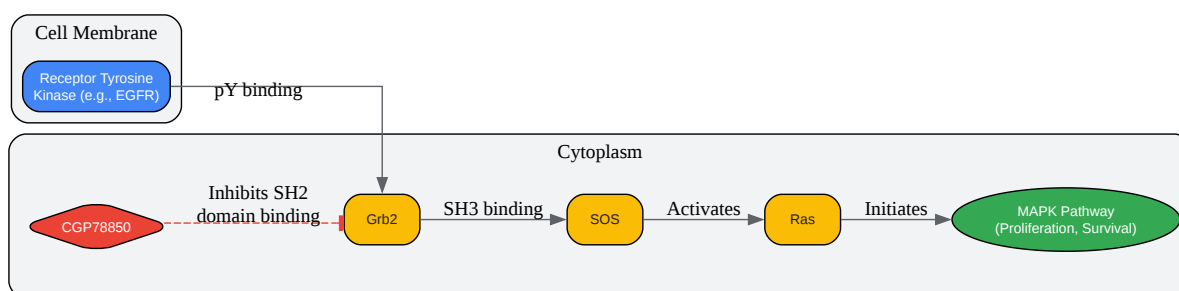 Cell Membrane
Receptor Tyrosine
Kinase (e.g., EGFR)
pY binding
Cytoplasm
CGP78850
Inhibits SH2
domain binding
Grb2
SH3 binding
SOS
Activates
Ras
Initiates
MAPK Pathway
(Proliferation, Survival)